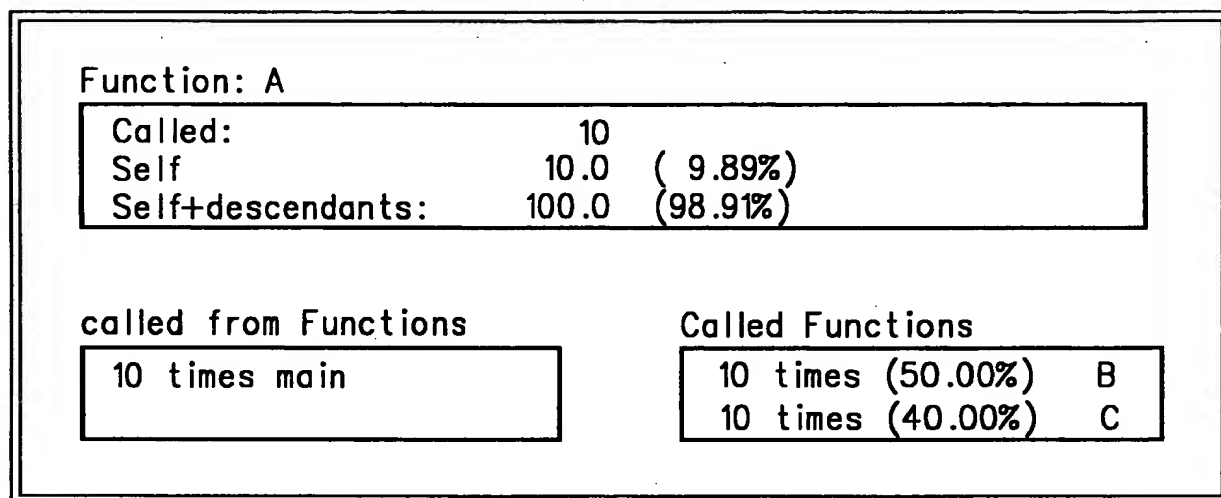 Function: A
Called: 10
Self 10.0 ( 9.89%)
Self+descendants: 100.0 (98.91%)
called from Functions
10 times main
Called Functions
10 times (50.00%) B
10 times (40.00%) C